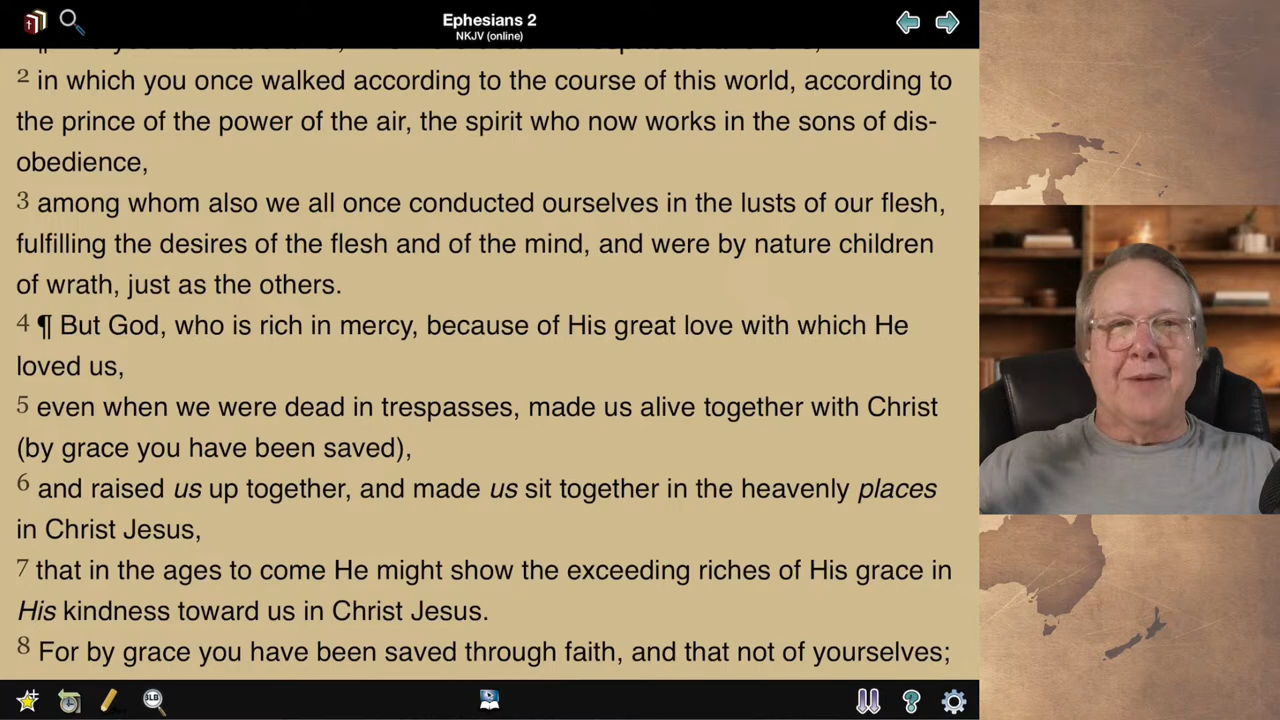 Ephesians 2
NKJV (online)
2 in which you once walked according to the course of this world, according to
the prince of the power of the air, the spirit who now works in the sons of dis-
obedience,
3 among whom also we all once conducted ourselves in the lusts of our flesh,
fulfilling the desires of the flesh and of the mind, and were by nature children
of wrath, just as the others.
4 ¶ But God, who is rich in mercy, because of His great love with which He
loved us,
5 even when we were dead in trespasses, made us alive together with Christ
(by grace you have been saved),
6 and raised us up together, and made us sit together in the heavenly places
in Christ Jesus,
7 that in the ages to come He might show the exceeding riches of His grace in
His kindness toward us in Christ Jesus.
8 For by grace you have been saved through faith, and that not of yourselves;
3LB
?